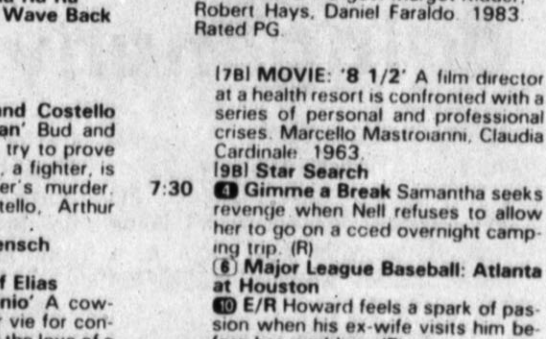 Wave Back
and Costello
an' Bud and
try to prove
, a fighter, is
er's murder.
tello, Arthur
ensch
f Elias
nio' A cow-
vie for con-
Robert Hays, Daniel Faraldo. 1983.
Rated PG.
[7B] MOVIE: '8 1/2' A film director
at a health resort is confronted with a
series of personal and professional
crises. Marcello Mastroianni, Claudia
Cardinale. 1963.
[9B] Star Search
7:30 4 Gimme a Break Samantha seeks
revenge when Nell refuses to allow
her to go on a cced overnight camp-
ing trip. (R)
(6) Major League Baseball: Atlanta
at Houston
10 E/R Howard feels a spark of pas-
sion when his ex-wife visits him be-